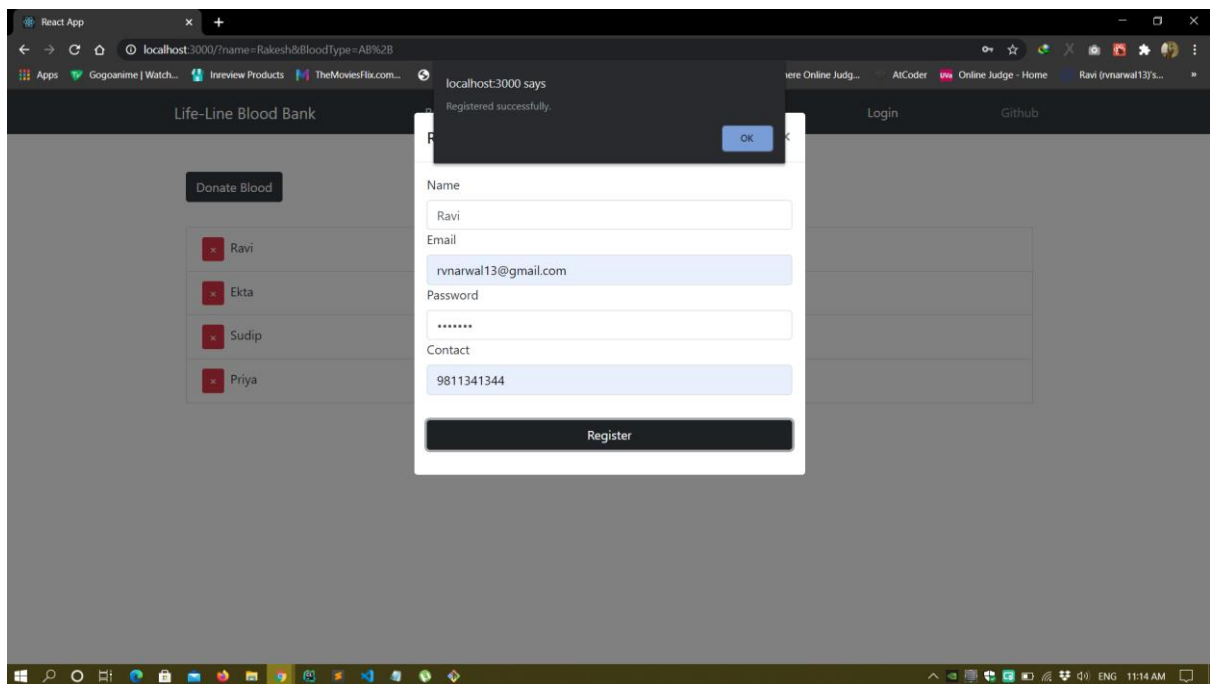 React App
localhost:3000/?name=Rakesh&BloodType=AB%2B
Apps Gogoanime | Watch... Inreview Products TheMoviesFlix.com... Online Judg... AtCoder Online Judge - Home Ravi (rvnarwal13)'s... »
localhost:3000 says
Registered successfully.
OK
Life-Line Blood Bank Login Github
Donate Blood
Name
Ravi
Email
rvnarwal13@gmail.com
Password
•••••••
Contact
9811341344
Register
× Ravi
× Ekta
× Sudip
× Priya
ENG 11:14 AM